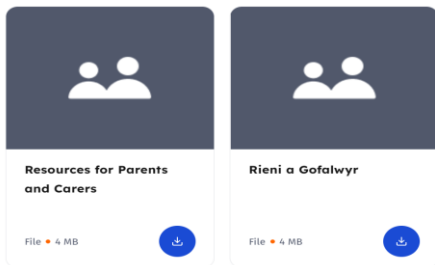 Resources for Parents
and Carers
File • 4 MB
Rieni a Gofalwyr
File • 4 MB